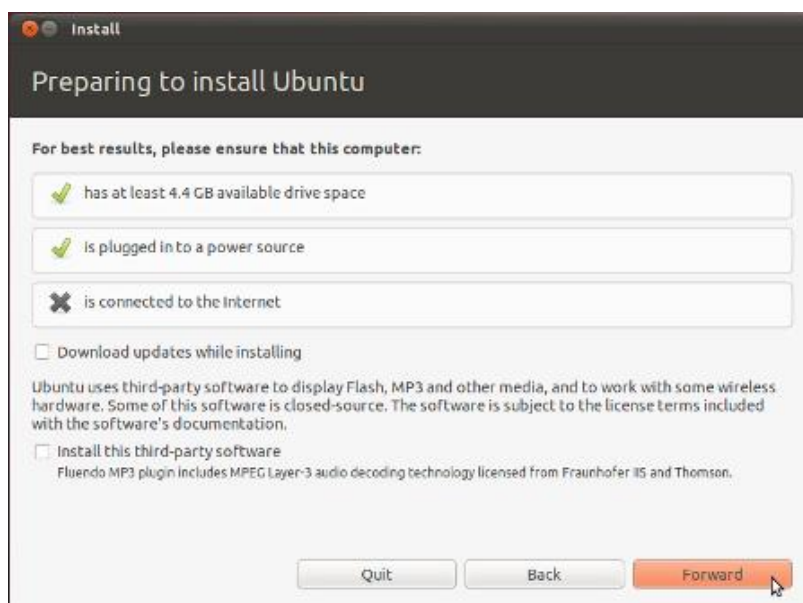 Install
Preparing to install Ubuntu
For best results, please ensure that this computer:
has at least 4.4 GB available drive space
is plugged in to a power source
is connected to the Internet
Download updates while installing
Ubuntu uses third-party software to display Flash, MP3 and other media, and to work with some wireless
hardware. Some of this software is closed-source. The software is subject to the license terms included
with the software's documentation.
Install this third-party software
Fluendo MP3 plugin includes MPEG Layer-3 audio decoding technology licensed from Fraunhofer IIS and Thomson.
Quit Back Forward